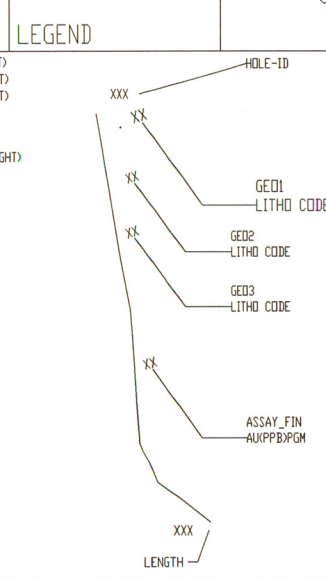 LEGEND
T)
HOLE-ID
T)
T)
XXX
XX
GHT)
XX
GEO1
LITHO CODE
XX
GEO2
LITHO CODE
GEO3
LITHO CODE
XX
ASSAY_FIN
AU(PPB)PGM
XXX
LENGTH